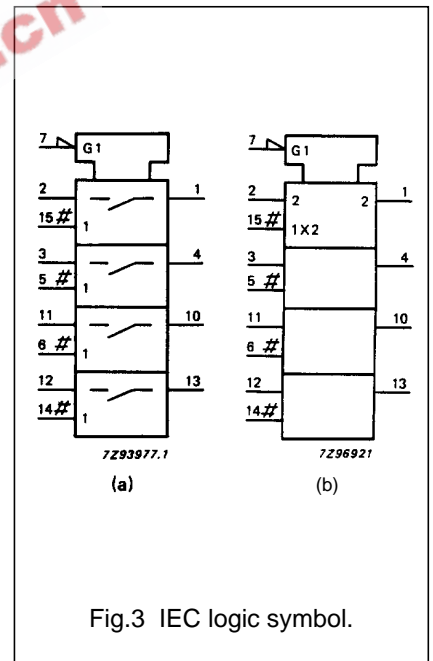 .cn
7 G1 7 G1
2 1 2 2 2 1
15 # 1 15 # 1X2
3 4 3 4
5 # 1 5 #
11 10 11 10
6 # 1 6 #
12 13 12 13
14 # 1 14 #
7Z93977.1 7Z96921
(a) (b)
Fig.3 IEC logic symbol.